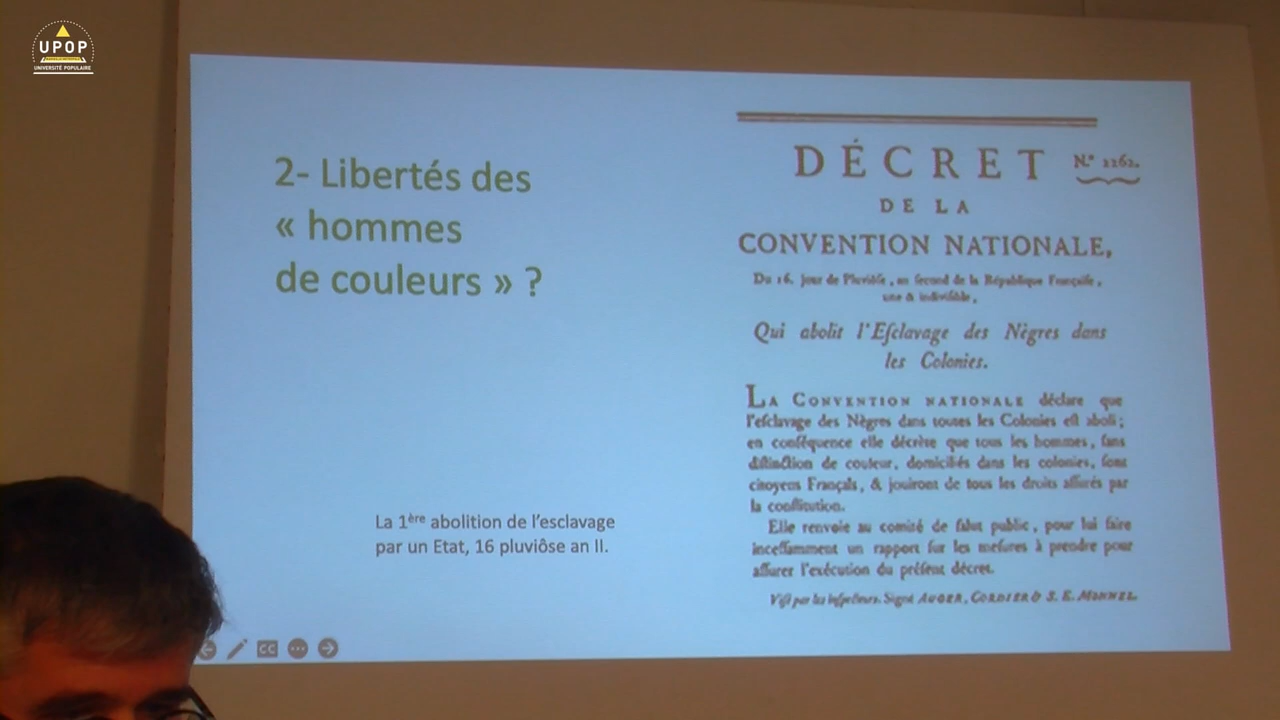 UPOP
UNIVERSITÉ POPULAIRE
2- Libertés des
« hommes
de couleurs » ?
La 1ère abolition de l'esclavage
par un Etat, 16 pluviôse an II.
DÉCRET N.º 2262.
DE LA
CONVENTION NATIONALE,
Du 16. jour de Pluviôſe, an ſecond de la République Françaiſe,
une & indiviſible,
Qui abolit l'Eſclavage des Nègres dans
les Colonies.
LA CONVENTION NATIONALE déclare que
l'eſclavage des Nègres dans toutes les Colonies eſt aboli;
en conſéquence elle décrète que tous les hommes, ſans
diſtinction de couleur, domiciliés dans les colonies, ſont
citoyens Français, & jouiront de tous les droits aſſurés par
la conſtitution.
Elle renvoie au comité de ſalut public, pour lui faire
inceſſamment un rapport ſur les meſures à prendre pour
aſſurer l'exécution du préſent décret.
Viſé par les inſpecteurs. Signé AUGER, CORDIER & S. E. MONNEL.
CC